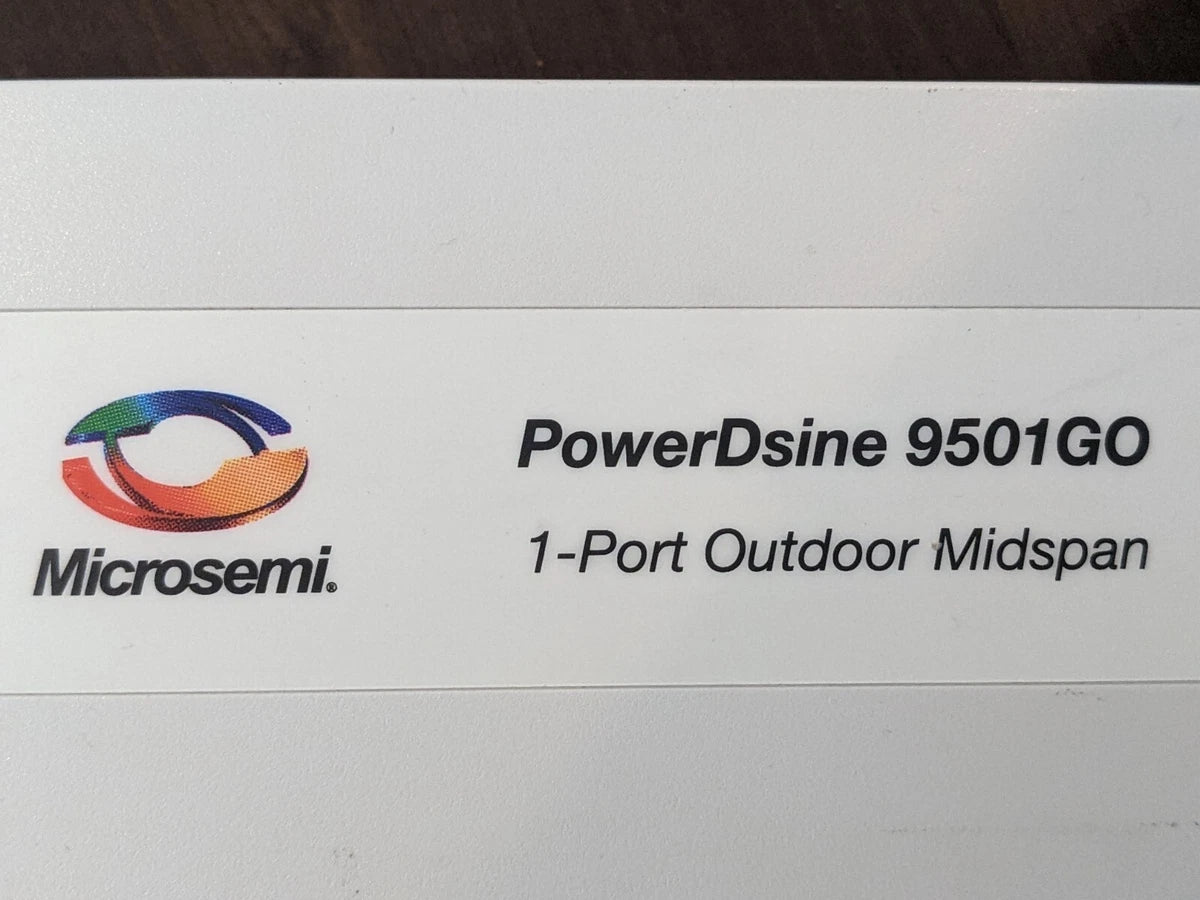 Microsemi®
PowerDsine 9501GO
1-Port Outdoor Midspan